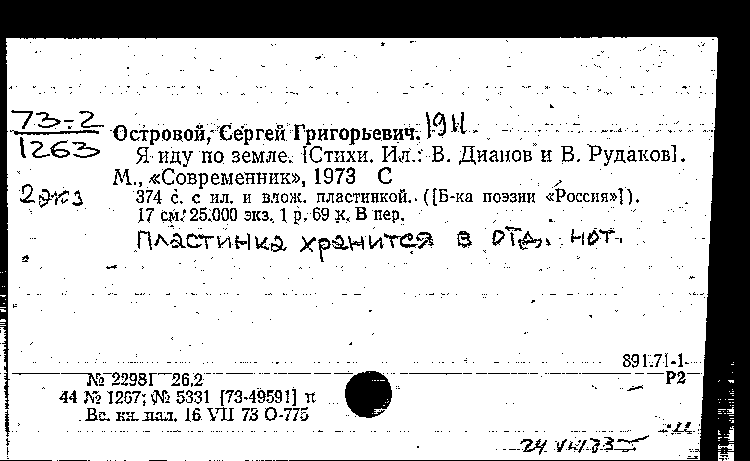 73-2
1263
2 экз
Островой, Сергей Григорьевич. 1911
Я иду по земле. [Стихи. Ил.: В. Дианов и В. Рудаков].
М., «Современник», 1973 С
374 с. с ил. и влож. пластинкой. ([Б-ка поэзии «Россия»]).
17 см. 25.000 экз. 1 р. 69 к. В пер.
Пластинка хранится в отд. нот.
891.71-1
Р2
№ 22981 26.2
44 № 1267; № 5331 [73-49591] п
Вс. кн. пал. 16 VII 73 О-775
24 VII 73